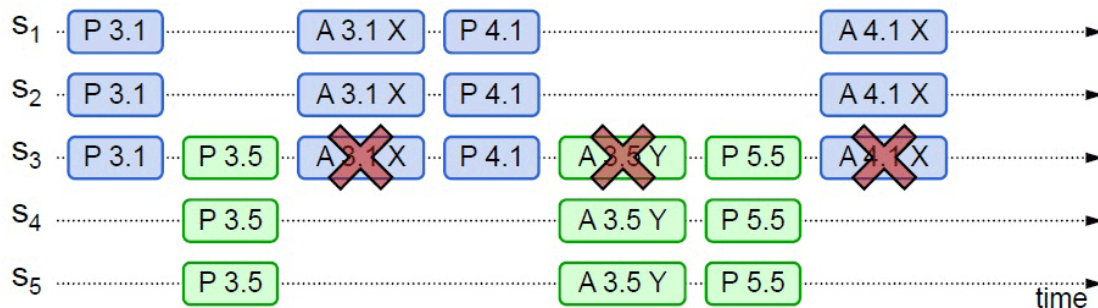 S1 P 3.1 A 3.1 X P 4.1 A 4.1 X
S2 P 3.1 A 3.1 X P 4.1 A 4.1 X
S3 P 3.1 P 3.5 A 3.1 X P 4.1 A 3.5 Y P 5.5 A 4.1 X
S4 P 3.5 A 3.5 Y P 5.5
S5 P 3.5 A 3.5 Y P 5.5
time